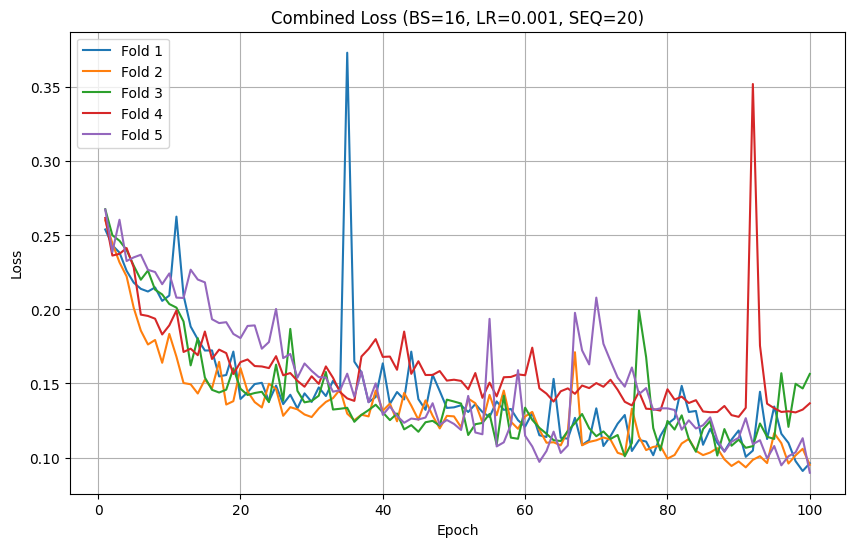 Combined Loss (BS=16, LR=0.001, SEQ=20)
Fold 1
Fold 2
Fold 3
Fold 4
Fold 5
0.35
0.30
0.25
0.20
0.15
0.10
Loss
0 20 40 60 80 100
Epoch